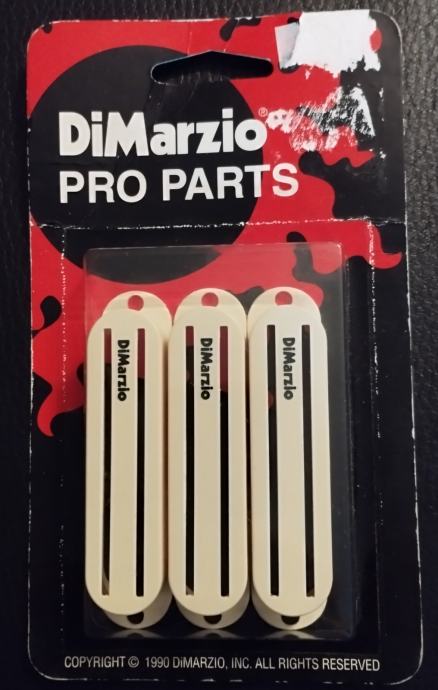 DiMarzio®
PRO PARTS
DiMarzio
DiMarzio
DiMarzio
COPYRIGHT © 1990 DiMARZIO, INC. ALL RIGHTS RESERVED